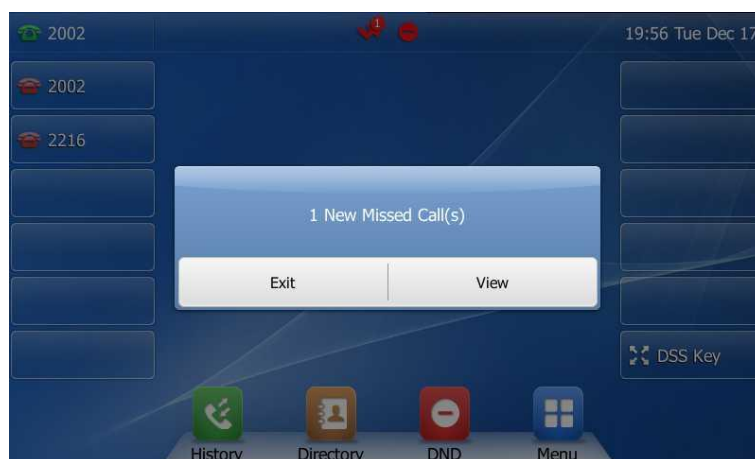 2002
1
19:56 Tue Dec 17
2002
2216
1 New Missed Call(s)
Exit
View
DSS Key
History
Directory
DND
Menu